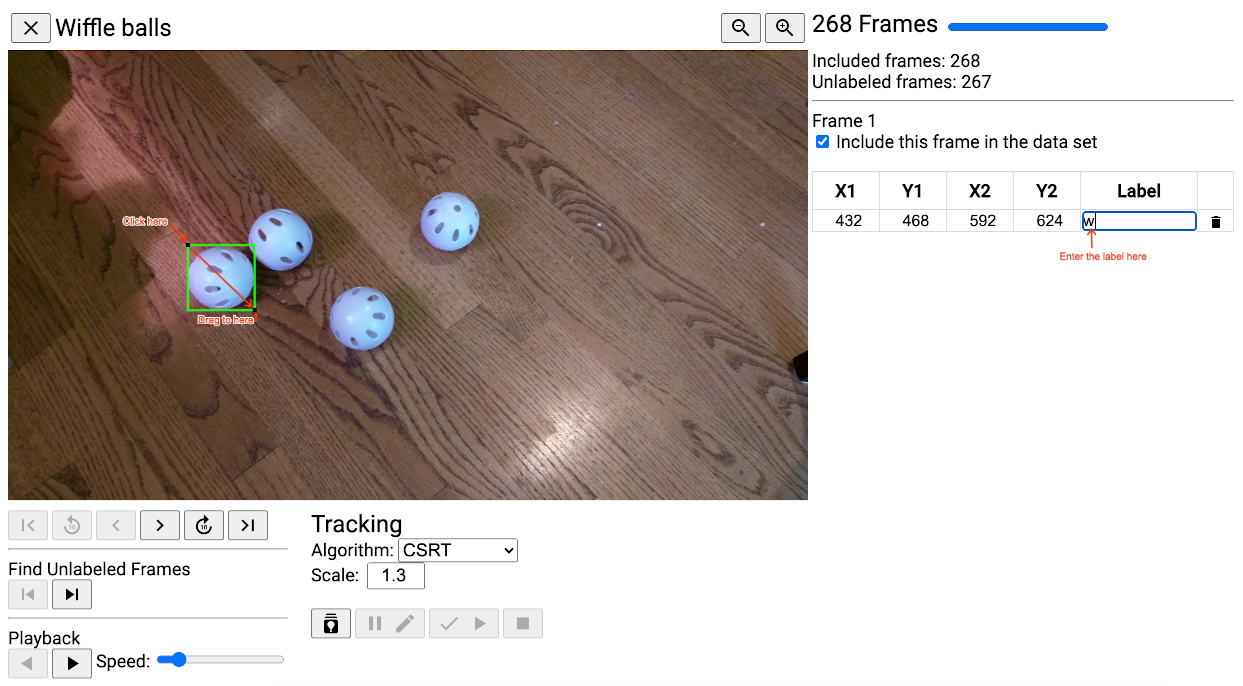 Wiffle balls
268 Frames
Included frames: 268
Unlabeled frames: 267
Frame 1
Include this frame in the data set
X1 Y1 X2 Y2 Label
432 468 592 624 w
Enter the label here
Click here
Drag to here
10 10
Find Unlabeled Frames
Playback
Speed:
Tracking
Algorithm: CSRT
Scale: 1.3